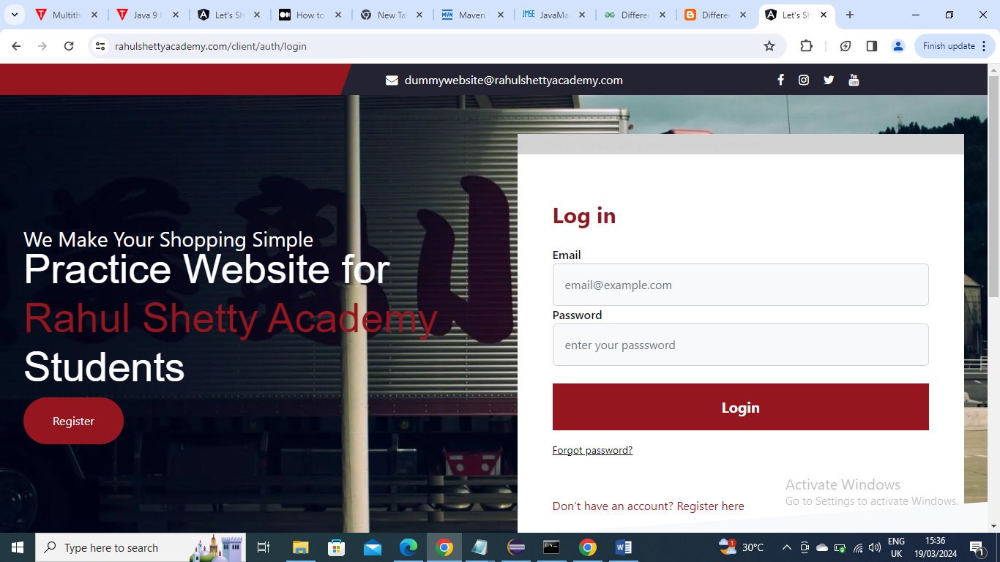 Multith
Java 9
Let's Sh
How to
New Ta
Maven
JavaMa
Differen
Differen
Let's Sh
rahulshettyacademy.com/client/auth/login
Finish update
dummywebsite@rahulshettyacademy.com
We Make Your Shopping Simple
Practice Website for
Rahul Shetty Academy
Students
Register
Log in
Email
email@example.com
Password
enter your passsword
Login
Forgot password?
Don't have an account? Register here
Activate Windows
Go to Settings to activate Windows.
Type here to search
30°C
ENG
UK
15:36
19/03/2024